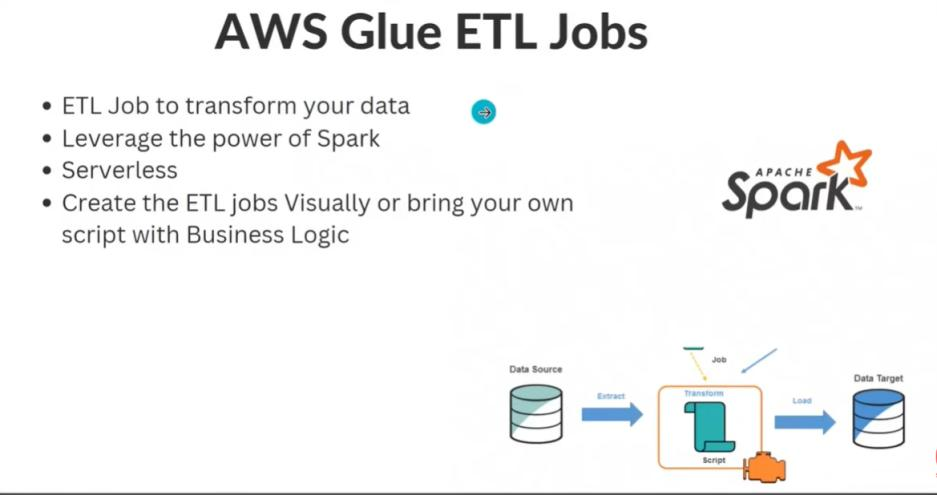 AWS Glue ETL Jobs
• ETL Job to transform your data
• Leverage the power of Spark
• Serverless
• Create the ETL jobs Visually or bring your own
script with Business Logic
APACHE
Spark™
Job
Data Source
Extract
Transform
Script
Load
Data Target